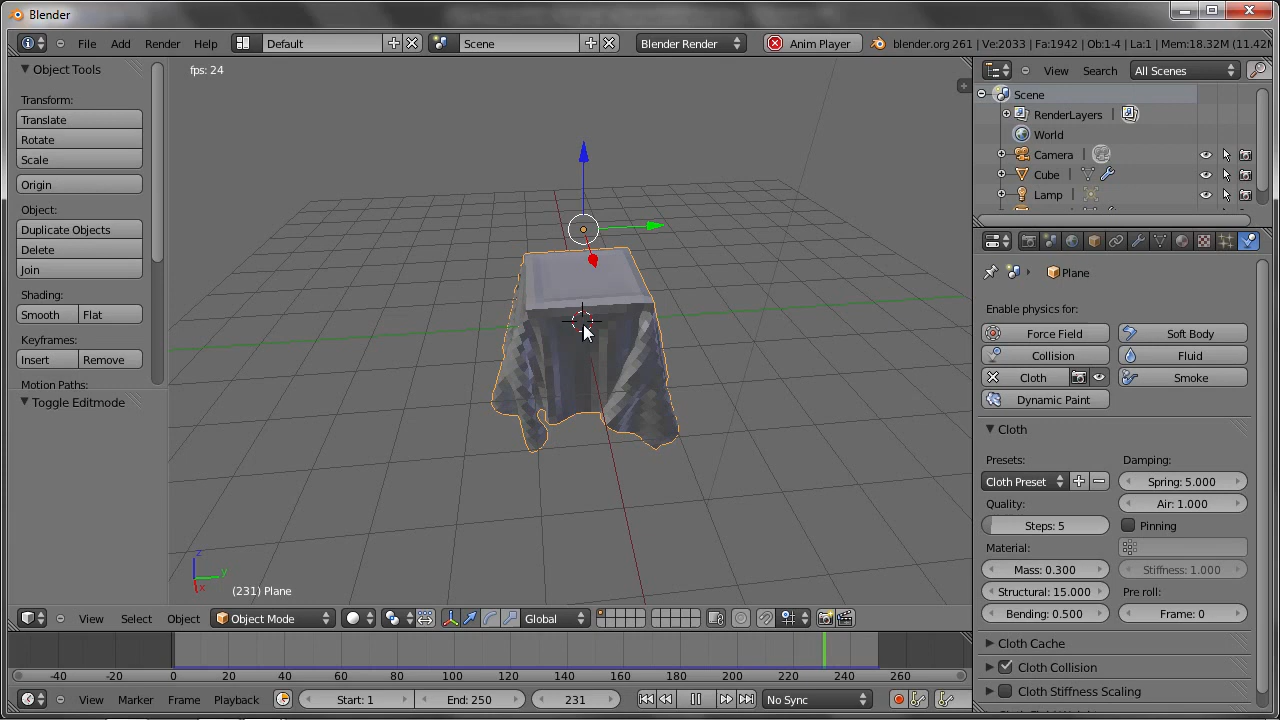 Blender
File Add Render Help Default Scene Blender Render Anim Player blender.org 261 | Ve:2033 | Fa:1942 | Ob:1-4 | La:1 | Mem:18.32M (11.42M
Object Tools
fps: 24
View Search All Scenes
Scene
RenderLayers
World
Camera
Cube
Lamp
Transform:
Translate
Rotate
Scale
Origin
Object:
Duplicate Objects
Delete
Join
Shading:
Smooth Flat
Keyframes:
Insert Remove
Motion Paths:
Toggle Editmode
z
y
x
(231) Plane
Plane
Enable physics for:
Force Field Soft Body
Collision Fluid
Cloth Smoke
Dynamic Paint
Cloth
Presets: Damping:
Cloth Preset Spring: 5.000
Quality: Air: 1.000
Steps: 5 Pinning
Material:
Mass: 0.300 Stiffness: 1.000
Structural: 15.000 Pre roll:
Bending: 0.500 Frame: 0
Cloth Cache
Cloth Collision
Cloth Stiffness Scaling
View Select Object Object Mode Global
-40 -20 0 20 40 60 80 100 120 140 160 180 200 220 240 260
View Marker Frame Playback Start: 1 End: 250 231 No Sync